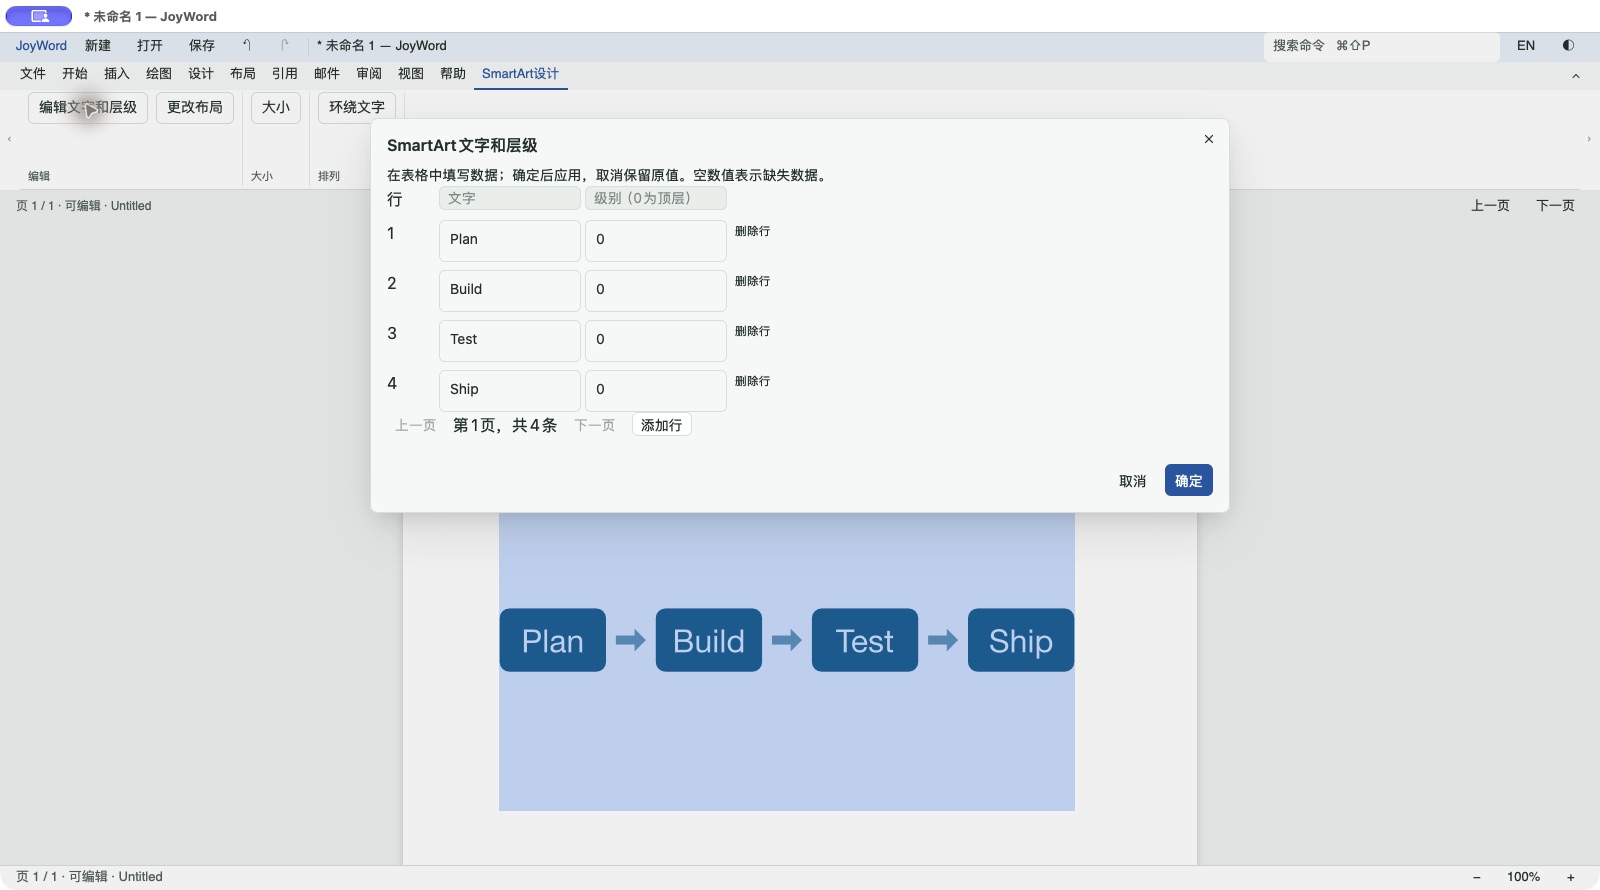 * 未命名 1 — JoyWord
JoyWord 新建 打开 保存 * 未命名 1 — JoyWord 搜索命令 ⌘⇧P EN
文件 开始 插入 绘图 设计 布局 引用 邮件 审阅 视图 帮助 SmartArt设计
编辑文字和层级 更改布局 大小 环绕文字
编辑 大小 排列
页 1 / 1 · 可编辑 · Untitled 上一页 下一页
SmartArt文字和层级 ×
在表格中填写数据；确定后应用，取消保留原值。空数值表示缺失数据。
行 文字 级别（0为顶层）
1 Plan 0 删除行
2 Build 0 删除行
3 Test 0 删除行
4 Ship 0 删除行
上一页 第1页，共4条 下一页 添加行
取消 确定
Plan Build Test Ship
页 1 / 1 · 可编辑 · Untitled − 100% +